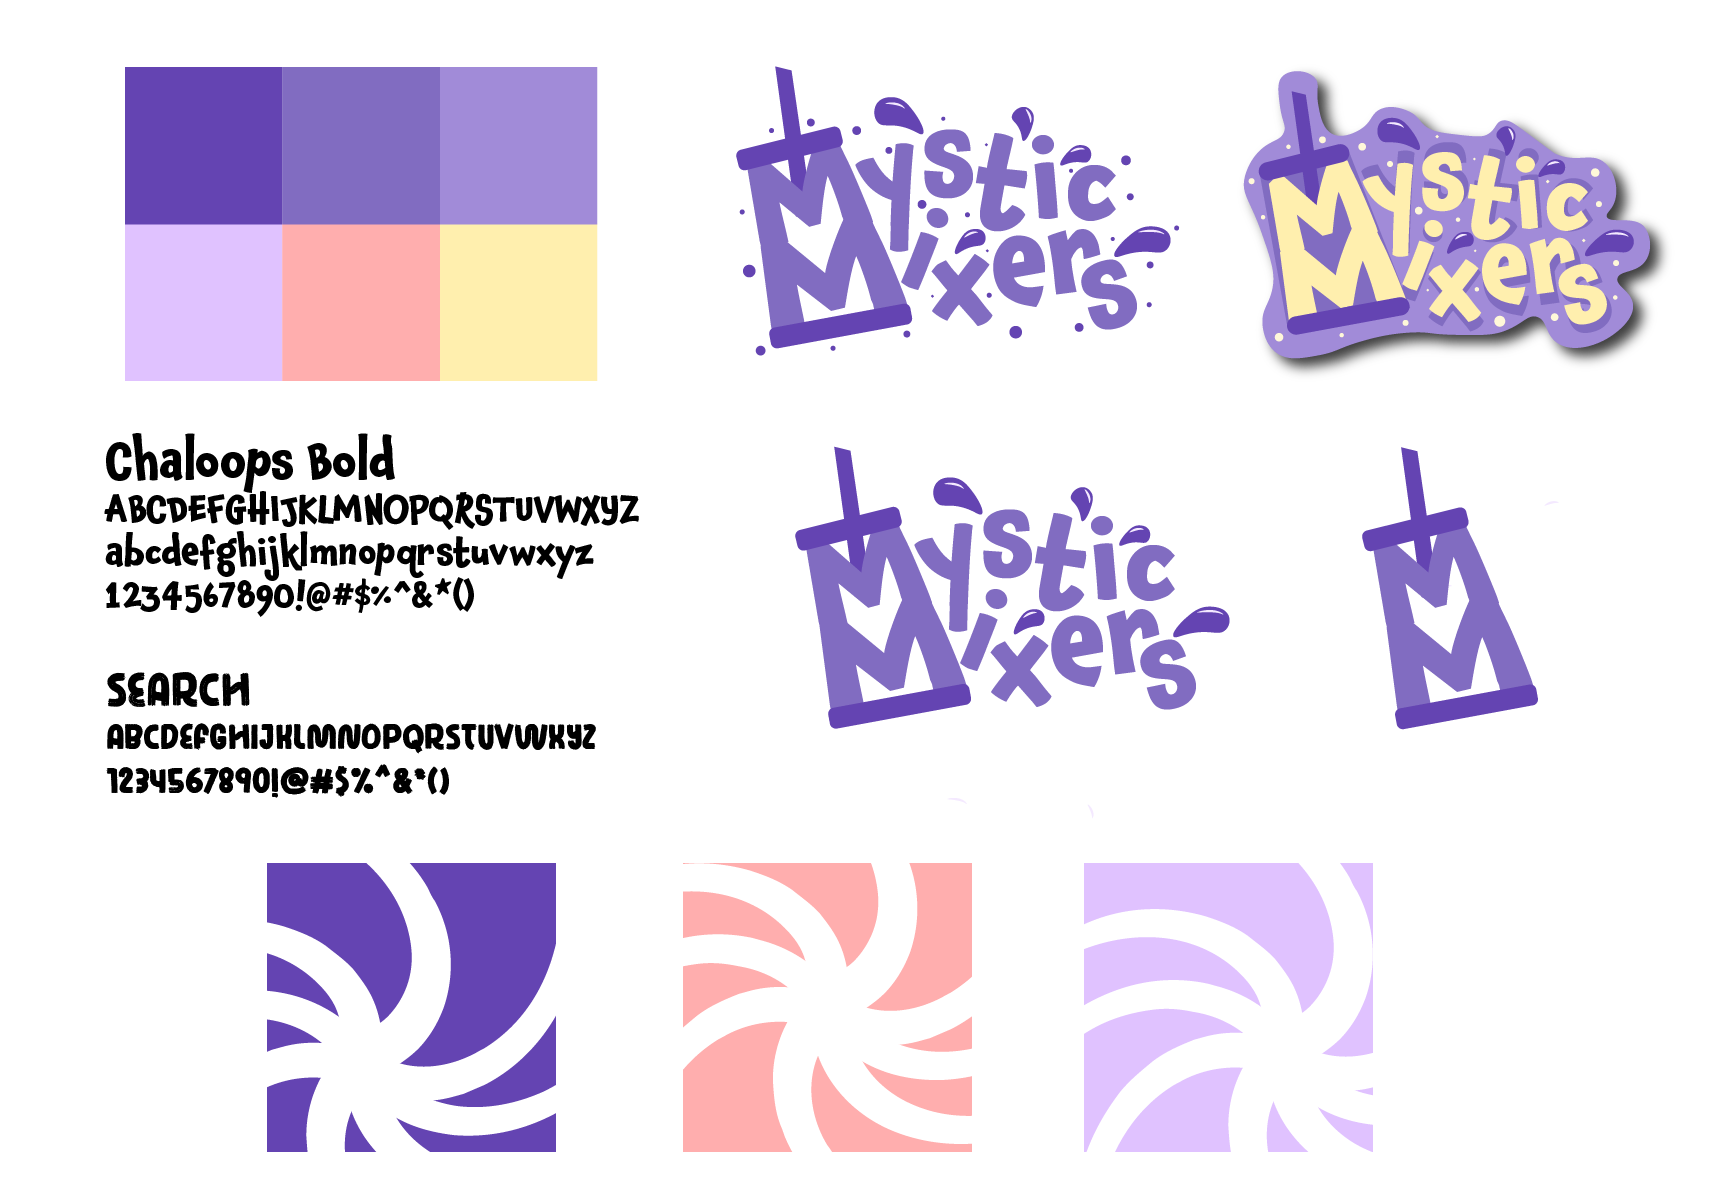 Mystic
Mixers
Mystic
Mixers
Chaloops Bold
ABCDEFGHIJKLMNOPQRSTUVWXYZ
abcdefghijklmnopqrstuvwxyz
1234567890!@#$%^&*()
Mystic
Mixers
M
SEARCH
ABCDEFGHIJKLMNOPQRSTUVWXYZ
1234567890!@#$%^&*()